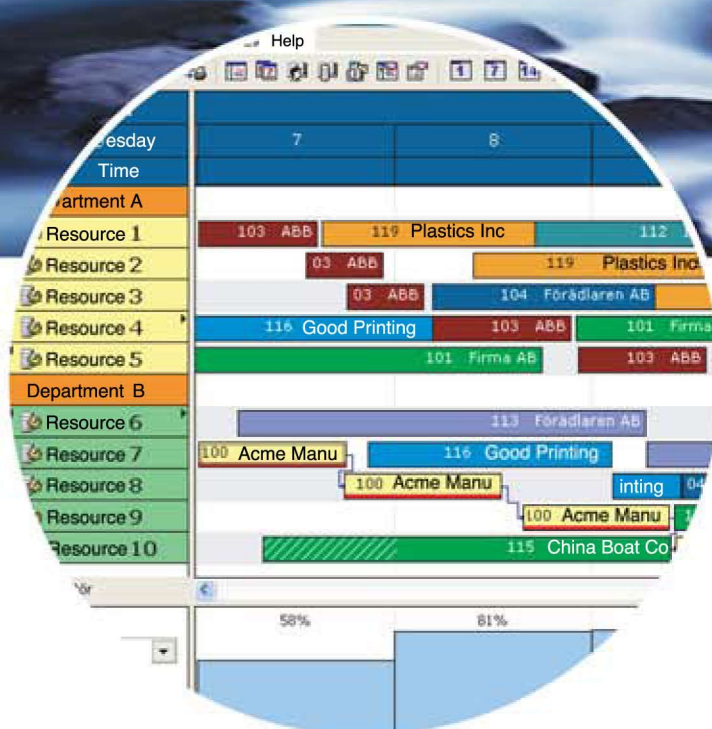 Help
1 7 14
esday 7 8
Time
artment A
Resource 1 103 ABB 119 Plastics Inc 112
Resource 2 03 ABB 119 Plastics Inc
Resource 3 03 ABB 104 Förädlaren AB
Resource 4 116 Good Printing 103 ABB 101 Firma
Resource 5 101 Firma AB 103 ABB
Department B
Resource 6 113 Förädlaren AB
Resource 7 100 Acme Manu 116 Good Printing
Resource 8 100 Acme Manu inting 04
Resource 9 100 Acme Manu
Resource 10 115 China Boat Co
58% 81%